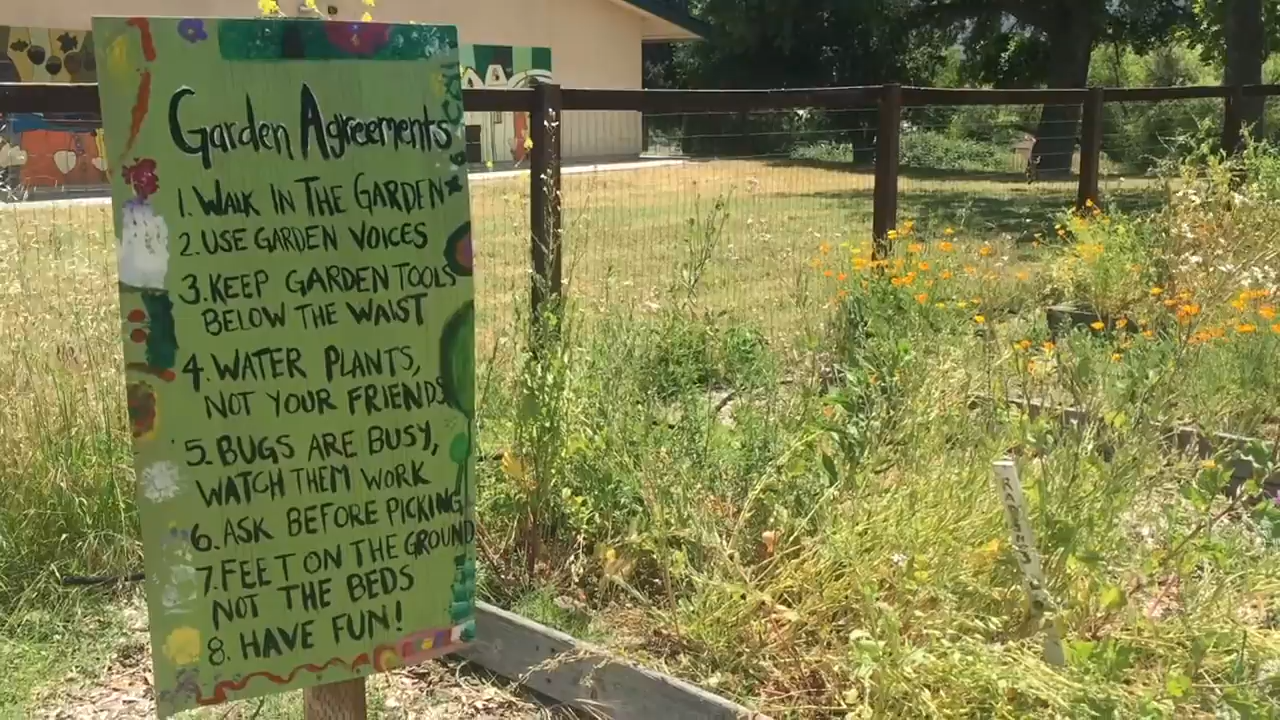 Garden Agreements
1. WALK IN THE GARDEN
2. USE GARDEN VOICES
3. KEEP GARDEN TOOLS
BELOW THE WAIST
4. WATER PLANTS,
NOT YOUR FRIENDS
5. BUGS ARE BUSY,
WATCH THEM WORK
6. ASK BEFORE PICKING
7. FEET ON THE GROUND
NOT THE BEDS
8. HAVE FUN!